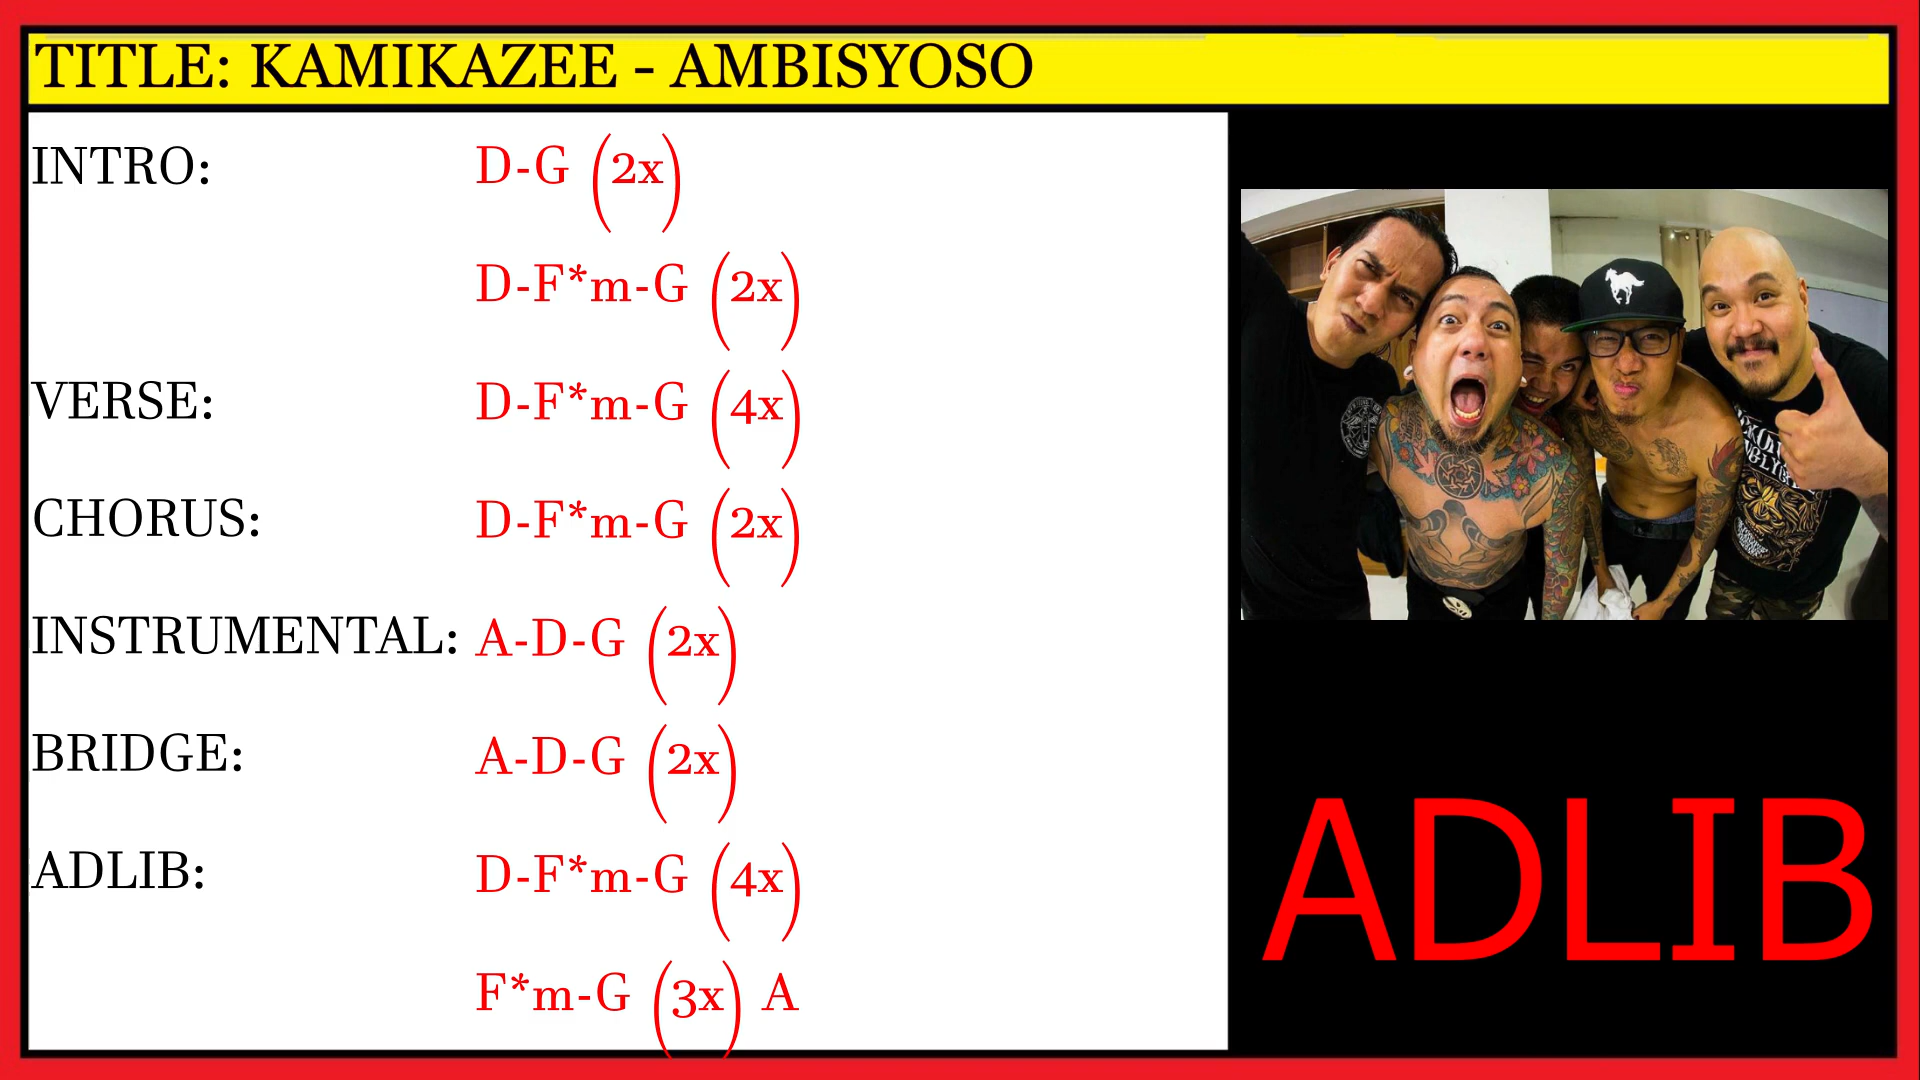 TITLE: KAMIKAZEE - AMBISYOSO
INTRO: D-G (2x)
D-F*m-G (2x)
VERSE: D-F*m-G (4x)
CHORUS: D-F*m-G (2x)
INSTRUMENTAL: A-D-G (2x)
BRIDGE: A-D-G (2x)
ADLIB: D-F*m-G (4x)
F*m-G (3x) A
ADLIB